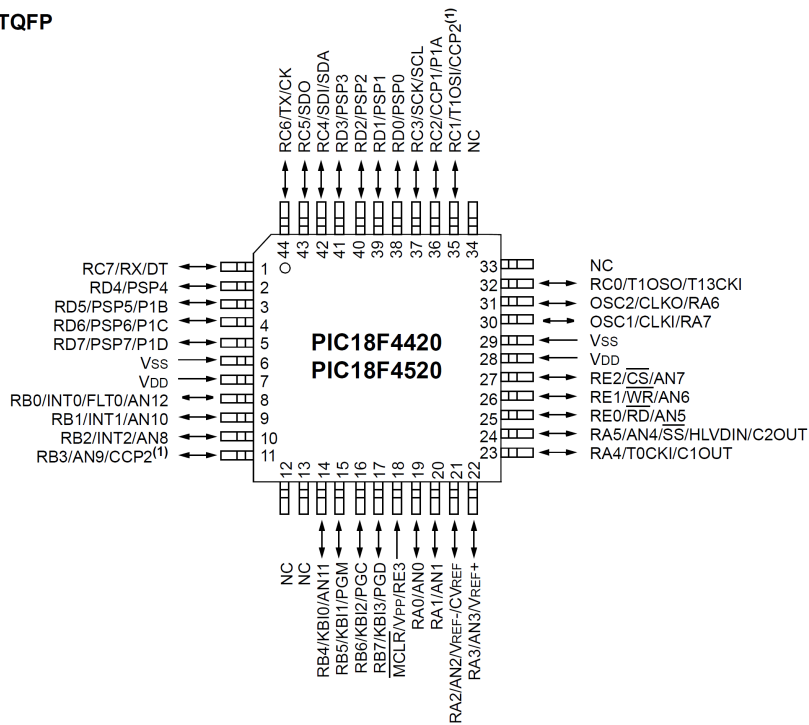 TQFP
RC6/TX/CK
RC5/SDO
RC4/SDI/SDA
RD3/PSP3
RD2/PSP2
RD1/PSP1
RD0/PSP0
RC3/SCK/SCL
RC2/CCP1/P1A
RC1/T1OSI/CCP2(1)
NC
44 43 42 41 40 39 38 37 36 35 34
RC7/RX/DT 1
RD4/PSP4 2
RD5/PSP5/P1B 3
RD6/PSP6/P1C 4
RD7/PSP7/P1D 5
VSS 6
VDD 7
RB0/INT0/FLT0/AN12 8
RB1/INT1/AN10 9
RB2/INT2/AN8 10
RB3/AN9/CCP2(1) 11
PIC18F4420
PIC18F4520
33 NC
32 RC0/T1OSO/T13CKI
31 OSC2/CLKO/RA6
30 OSC1/CLKI/RA7
29 VSS
28 VDD
27 RE2/CS/AN7
26 RE1/WR/AN6
25 RE0/RD/AN5
24 RA5/AN4/SS/HLVDIN/C2OUT
23 RA4/T0CKI/C1OUT
12 13 14 15 16 17 18 19 20 21 22
NC
NC
RB4/KBI0/AN11
RB5/KBI1/PGM
RB6/KBI2/PGC
RB7/KBI3/PGD
MCLR/VPP/RE3
RA0/AN0
RA1/AN1
RA2/AN2/VREF-/CVREF
RA3/AN3/VREF+